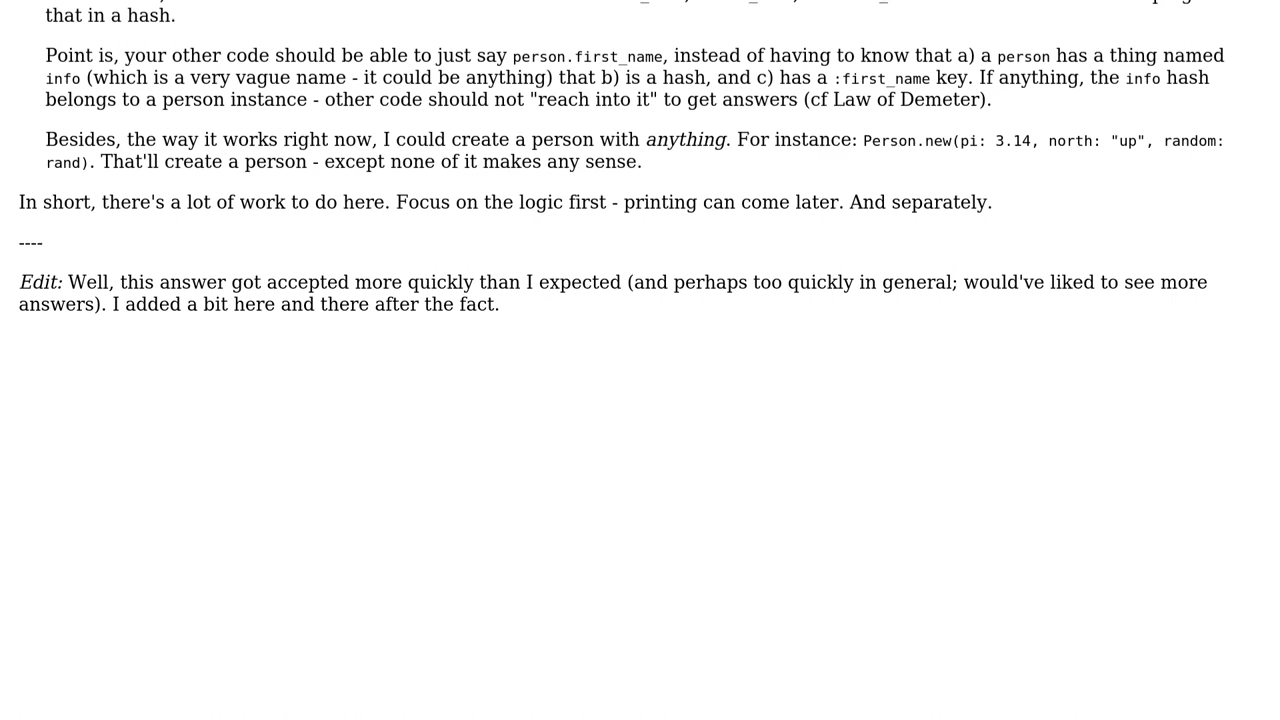 that in a hash.
Point is, your other code should be able to just say person.first_name, instead of having to know that a) a person has a thing named
info (which is a very vague name - it could be anything) that b) is a hash, and c) has a :first_name key. If anything, the info hash
belongs to a person instance - other code should not "reach into it" to get answers (cf Law of Demeter).
Besides, the way it works right now, I could create a person with anything. For instance: Person.new(pi: 3.14, north: "up", random:
rand). That'll create a person - except none of it makes any sense.
In short, there's a lot of work to do here. Focus on the logic first - printing can come later. And separately.
----
Edit: Well, this answer got accepted more quickly than I expected (and perhaps too quickly in general; would've liked to see more
answers). I added a bit here and there after the fact.